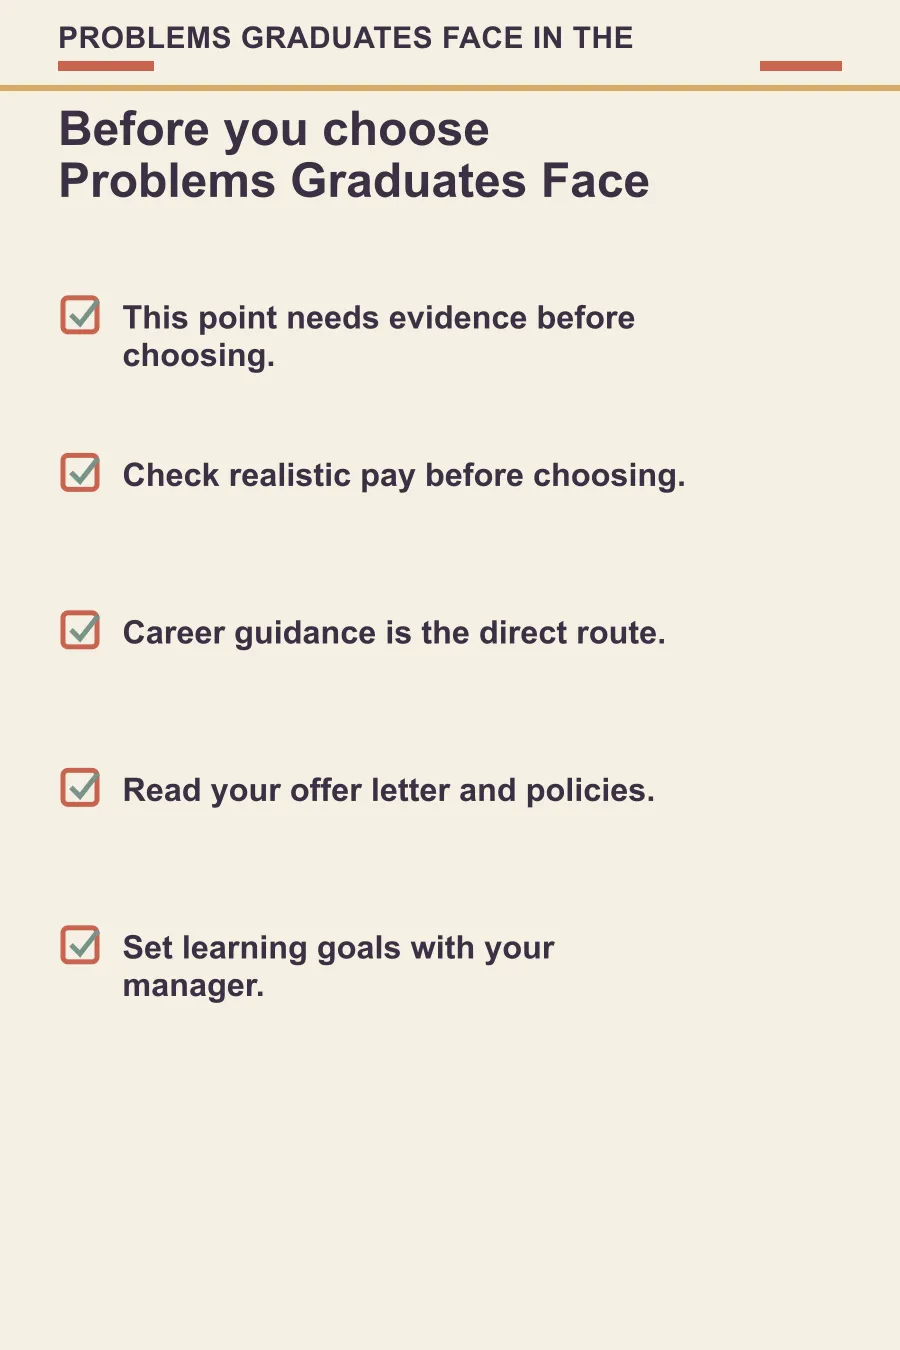 PROBLEMS GRADUATES FACE IN THE
Before you choose
Problems Graduates Face
This point needs evidence before
choosing.
Check realistic pay before choosing.
Career guidance is the direct route.
Read your offer letter and policies.
Set learning goals with your
manager.